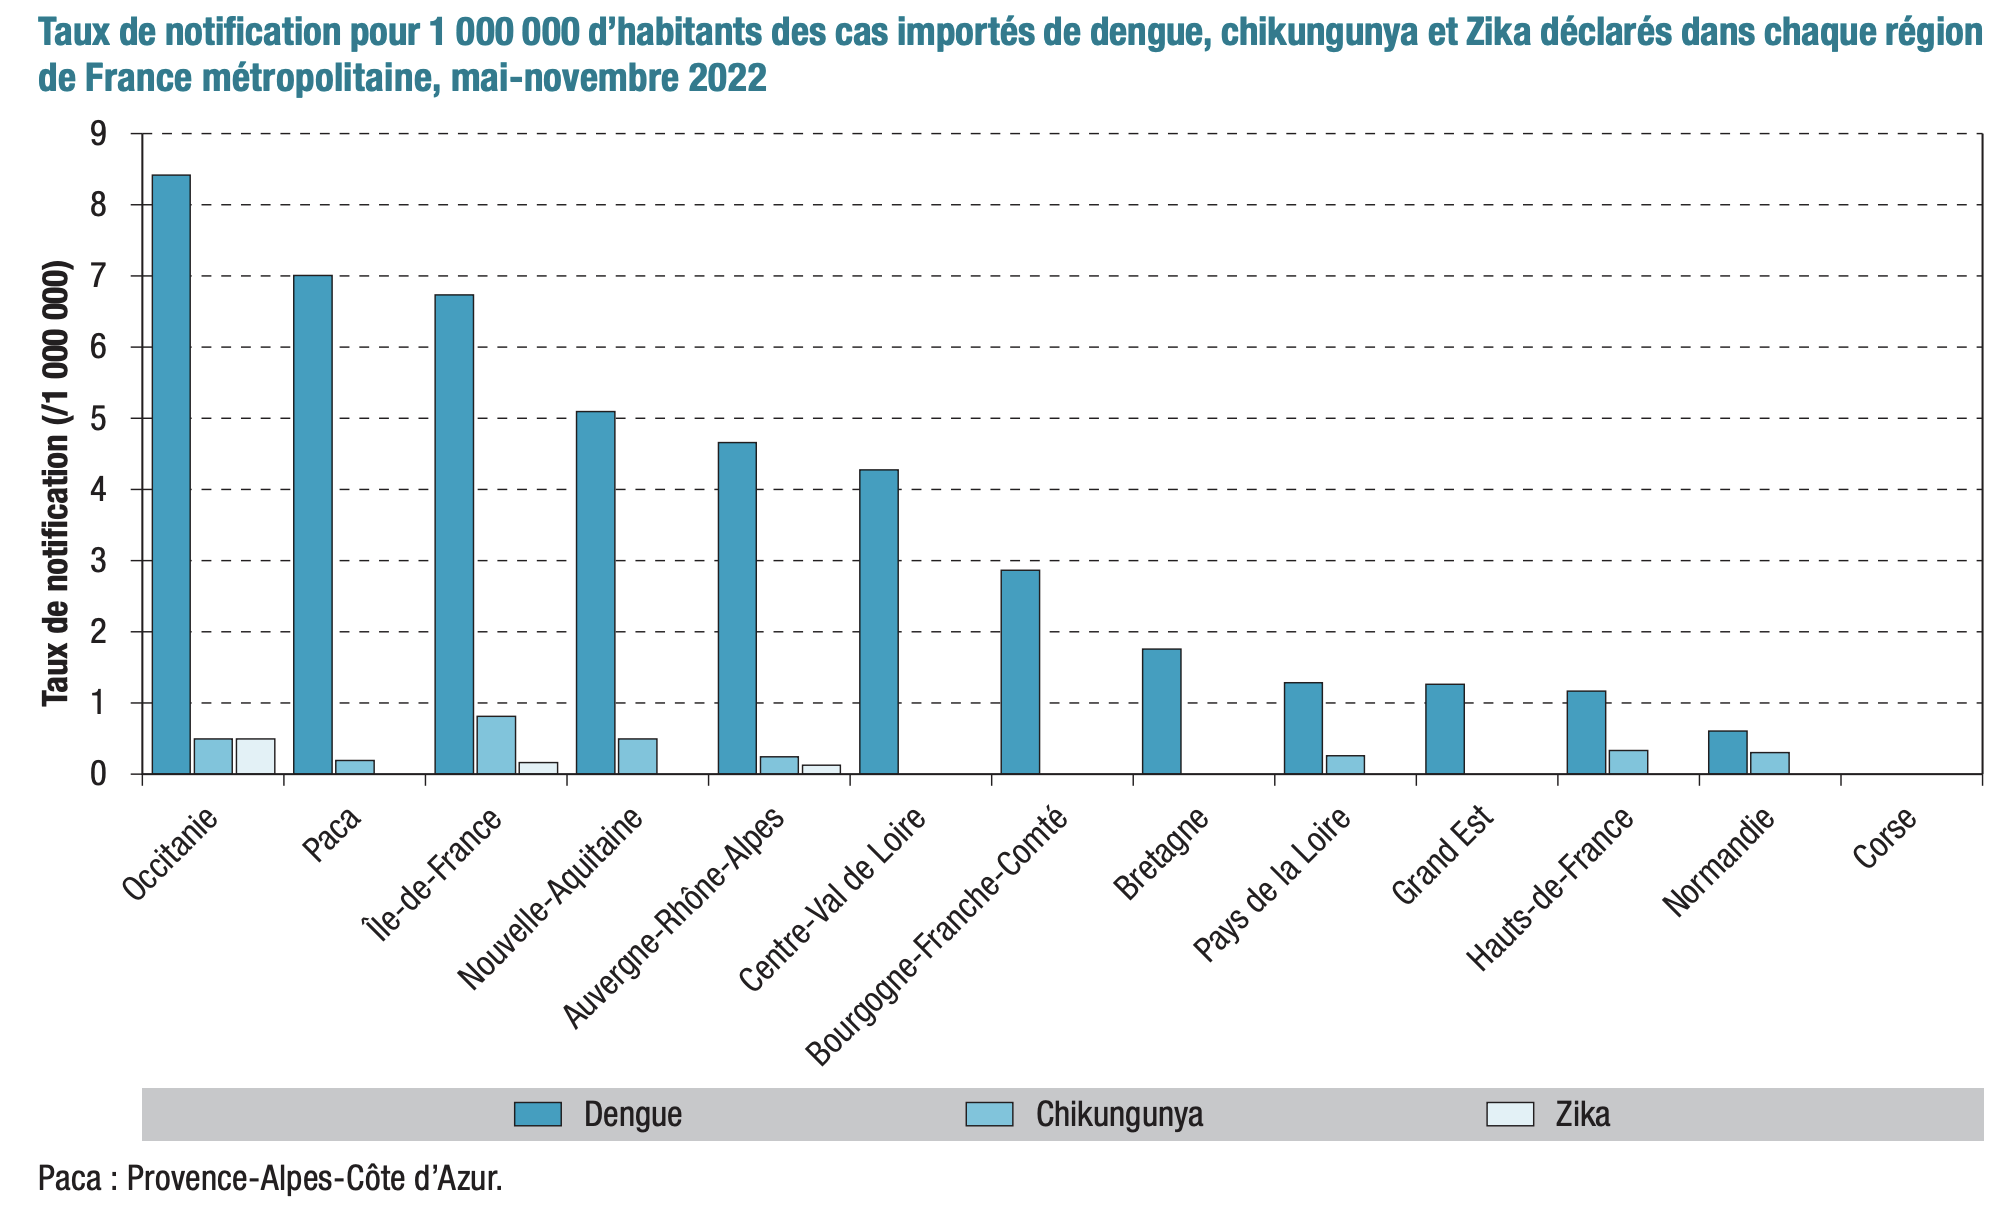 Taux de notification pour 1 000 000 d’habitants des cas importés de dengue, chikungunya et Zika déclarés dans chaque région
de France métropolitaine, mai-novembre 2022
Taux de notification (/1 000 000)
9
8
7
6
5
4
3
2
1
0
Occitanie
Paca
Île-de-France
Nouvelle-Aquitaine
Auvergne-Rhône-Alpes
Centre-Val de Loire
Bourgogne-Franche-Comté
Bretagne
Pays de la Loire
Grand Est
Hauts-de-France
Normandie
Corse
Dengue
Chikungunya
Zika
Paca : Provence-Alpes-Côte d’Azur.